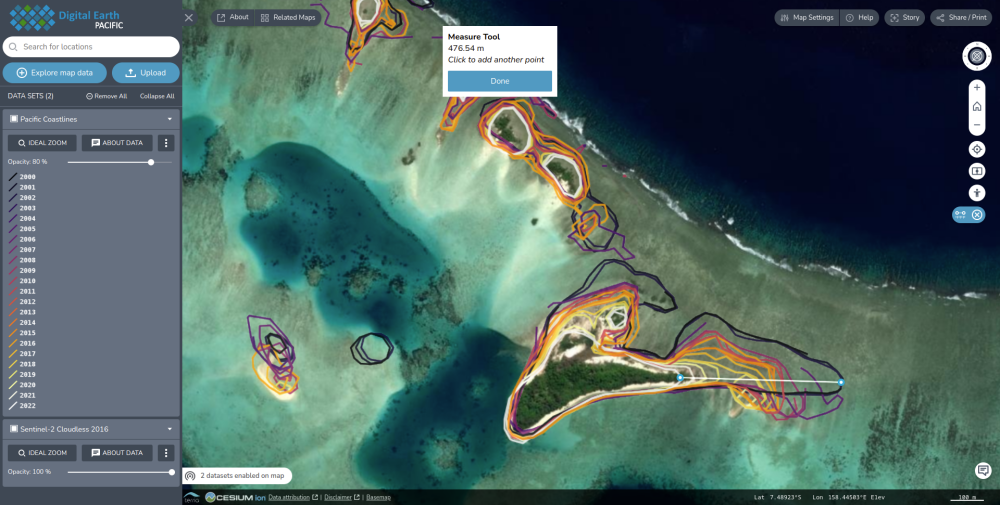 Digital Earth
PACIFIC
Search for locations
Explore map data
Upload
DATA SETS (2)
Remove All
Collapse All
Pacific Coastlines
IDEAL ZOOM
ABOUT DATA
Opacity: 80 %
2000
2001
2002
2003
2004
2005
2006
2007
2008
2009
2010
2011
2012
2013
2014
2015
2016
2017
2018
2019
2020
2021
2022
Sentinel-2 Cloudless 2016
IDEAL ZOOM
ABOUT DATA
Opacity: 100 %
About
Related Maps
Measure Tool
476.54 m
Click to add another point
Done
Map Settings
Help
Story
Share / Print
2 datasets enabled on map
terria
CESIUM ion
Data attribution | Disclaimer | Basemap
Lat 7.48923°S Lon 158.44503°E Elev
100 m